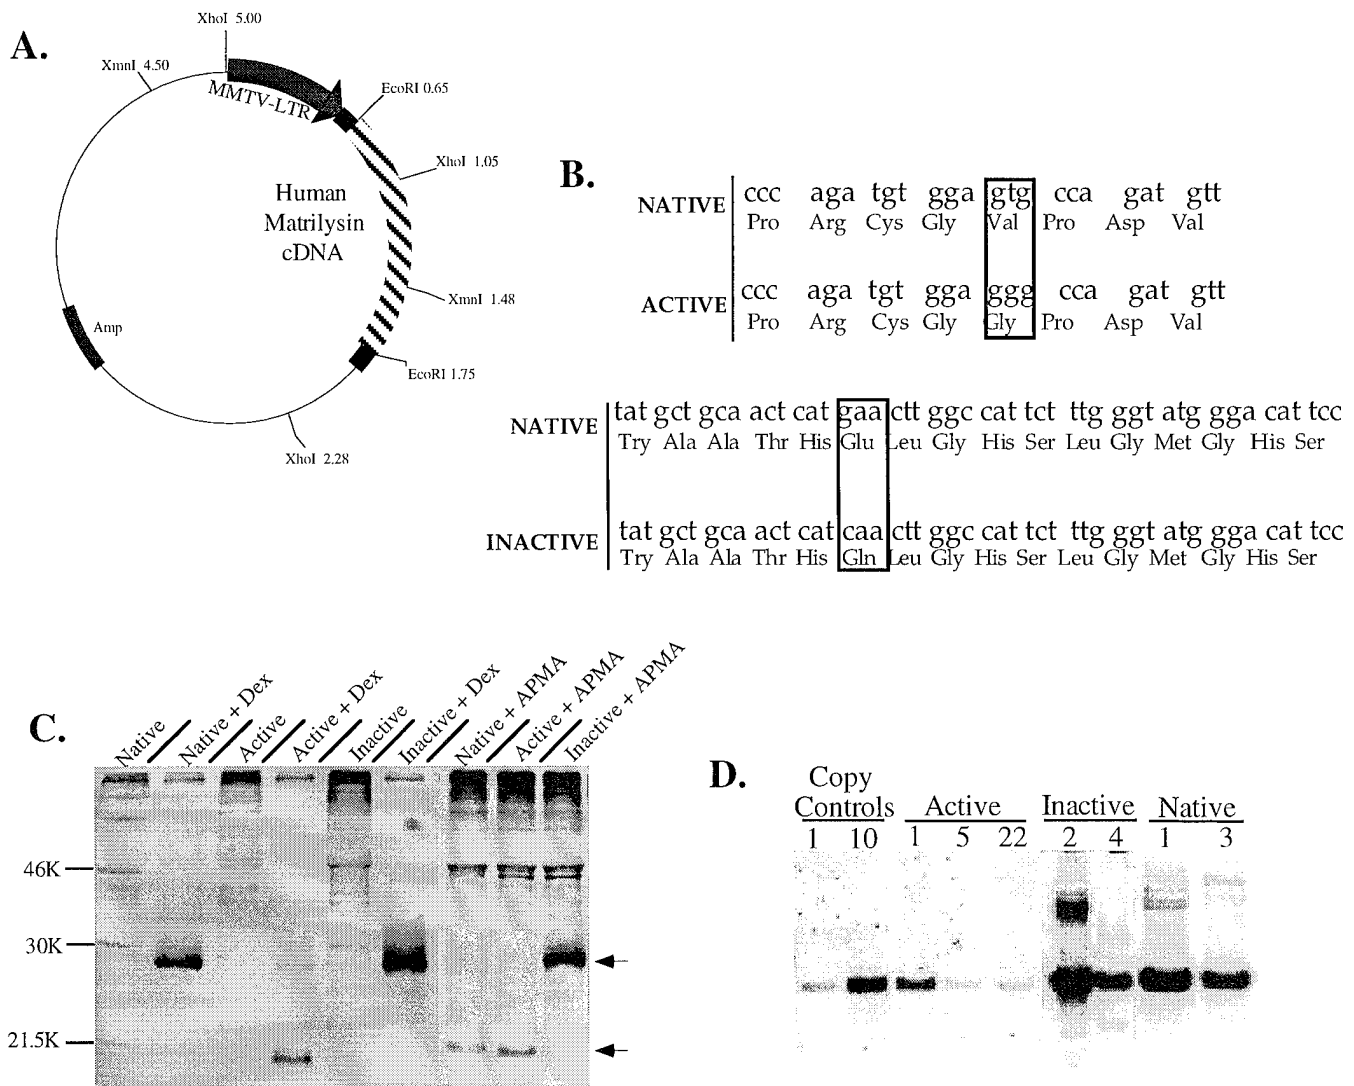 A.
XhoI 5.00
XmnI 4.50
MMTV-LTR
EcoRI 0.65
XhoI 1.05
Human
Matrilysin
cDNA
XmnI 1.48
Amp
EcoRI 1.75
XhoI 2.28
B.
NATIVE
ccc aga tgt gga gtg cca gat gtt
Pro Arg Cys Gly Val Pro Asp Val
ACTIVE
ccc aga tgt gga ggg cca gat gtt
Pro Arg Cys Gly Gly Pro Asp Val
NATIVE
tat gct gca act cat gaa ctt ggc cat tct ttg ggt atg gga cat tcc
Try Ala Ala Thr His Glu Leu Gly His Ser Leu Gly Met Gly His Ser
INACTIVE
tat gct gca act cat caa ctt ggc cat tct ttg ggt atg gga cat tcc
Try Ala Ala Thr His Gln Leu Gly His Ser Leu Gly Met Gly His Ser
C.
Native
Native + Dex
Active
Active + Dex
Inactive
Inactive + Dex
Native + APMA
Active + APMA
Inactive + APMA
46K
30K
21.5K
D.
Copy
Controls
Active
Inactive
Native
1 10 1 5 22 2 4 1 3